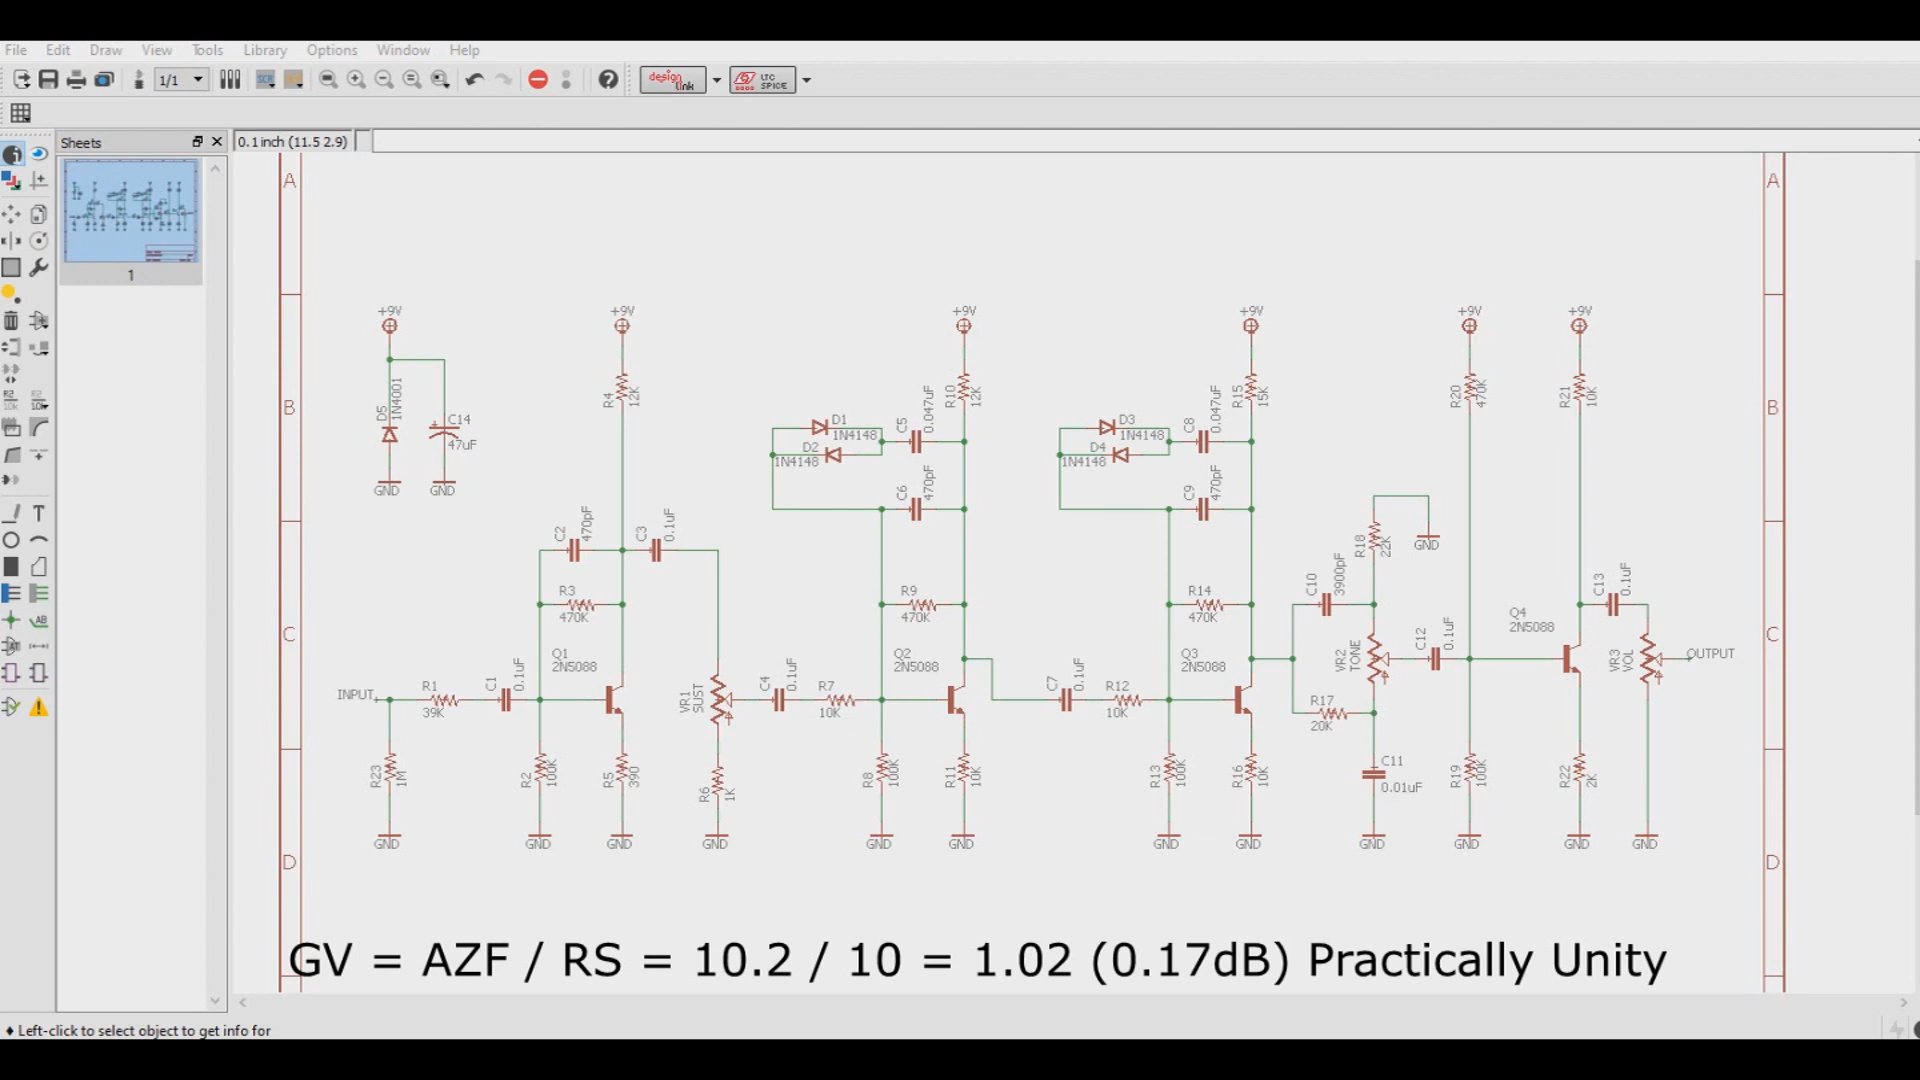 File Edit Draw View Tools Library Options Window Help
1/1
design link
LTC SPICE
Sheets
0.1 inch (11.5 2.9)
1
A
A
B
B
C
C
D
D
+9V
+9V
+9V
+9V
+9V
+9V
D5
1N4001
C14
47uF
GND
GND
R4
12K
D1
1N4148
D2
1N4148
C5
0.047uF
R10
12K
C6
470pF
D3
1N4148
D4
1N4148
C8
0.047uF
R15
15K
C9
470pF
R20
470K
R21
10K
C2
470pF
C3
0.1uF
R18
22K
GND
R3
470K
R9
470K
R14
470K
C10
3900pF
C13
0.1uF
Q1
2N5088
Q2
2N5088
Q3
2N5088
Q4
2N5088
INPUT
R1
39K
C1
0.1uF
VR1
SUST
C4
0.1uF
R7
10K
C7
0.1uF
R12
10K
VR2
TONE
C12
0.1uF
VR3
VOL
OUTPUT
R17
20K
R23
1M
R2
100K
R5
390
R6
1K
R8
100K
R11
10K
R13
100K
R16
10K
C11
0.01uF
R19
100K
R22
2K
GND
GND
GND
GND
GND
GND
GND
GND
GND
GND
GND
GND
GV = AZF / RS = 10.2 / 10 = 1.02 (0.17dB) Practically Unity
Left-click to select object to get info for